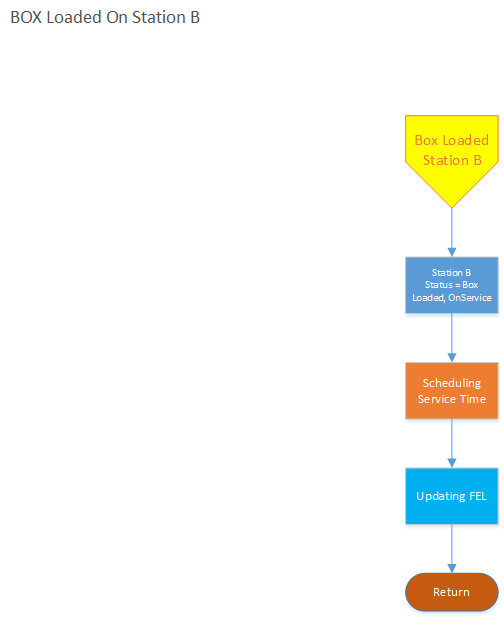 BOX Loaded On Station B
Box Loaded
Station B
Station B
Status = Box
Loaded, OnService
Scheduling
Service Time
Updating FEL
Return